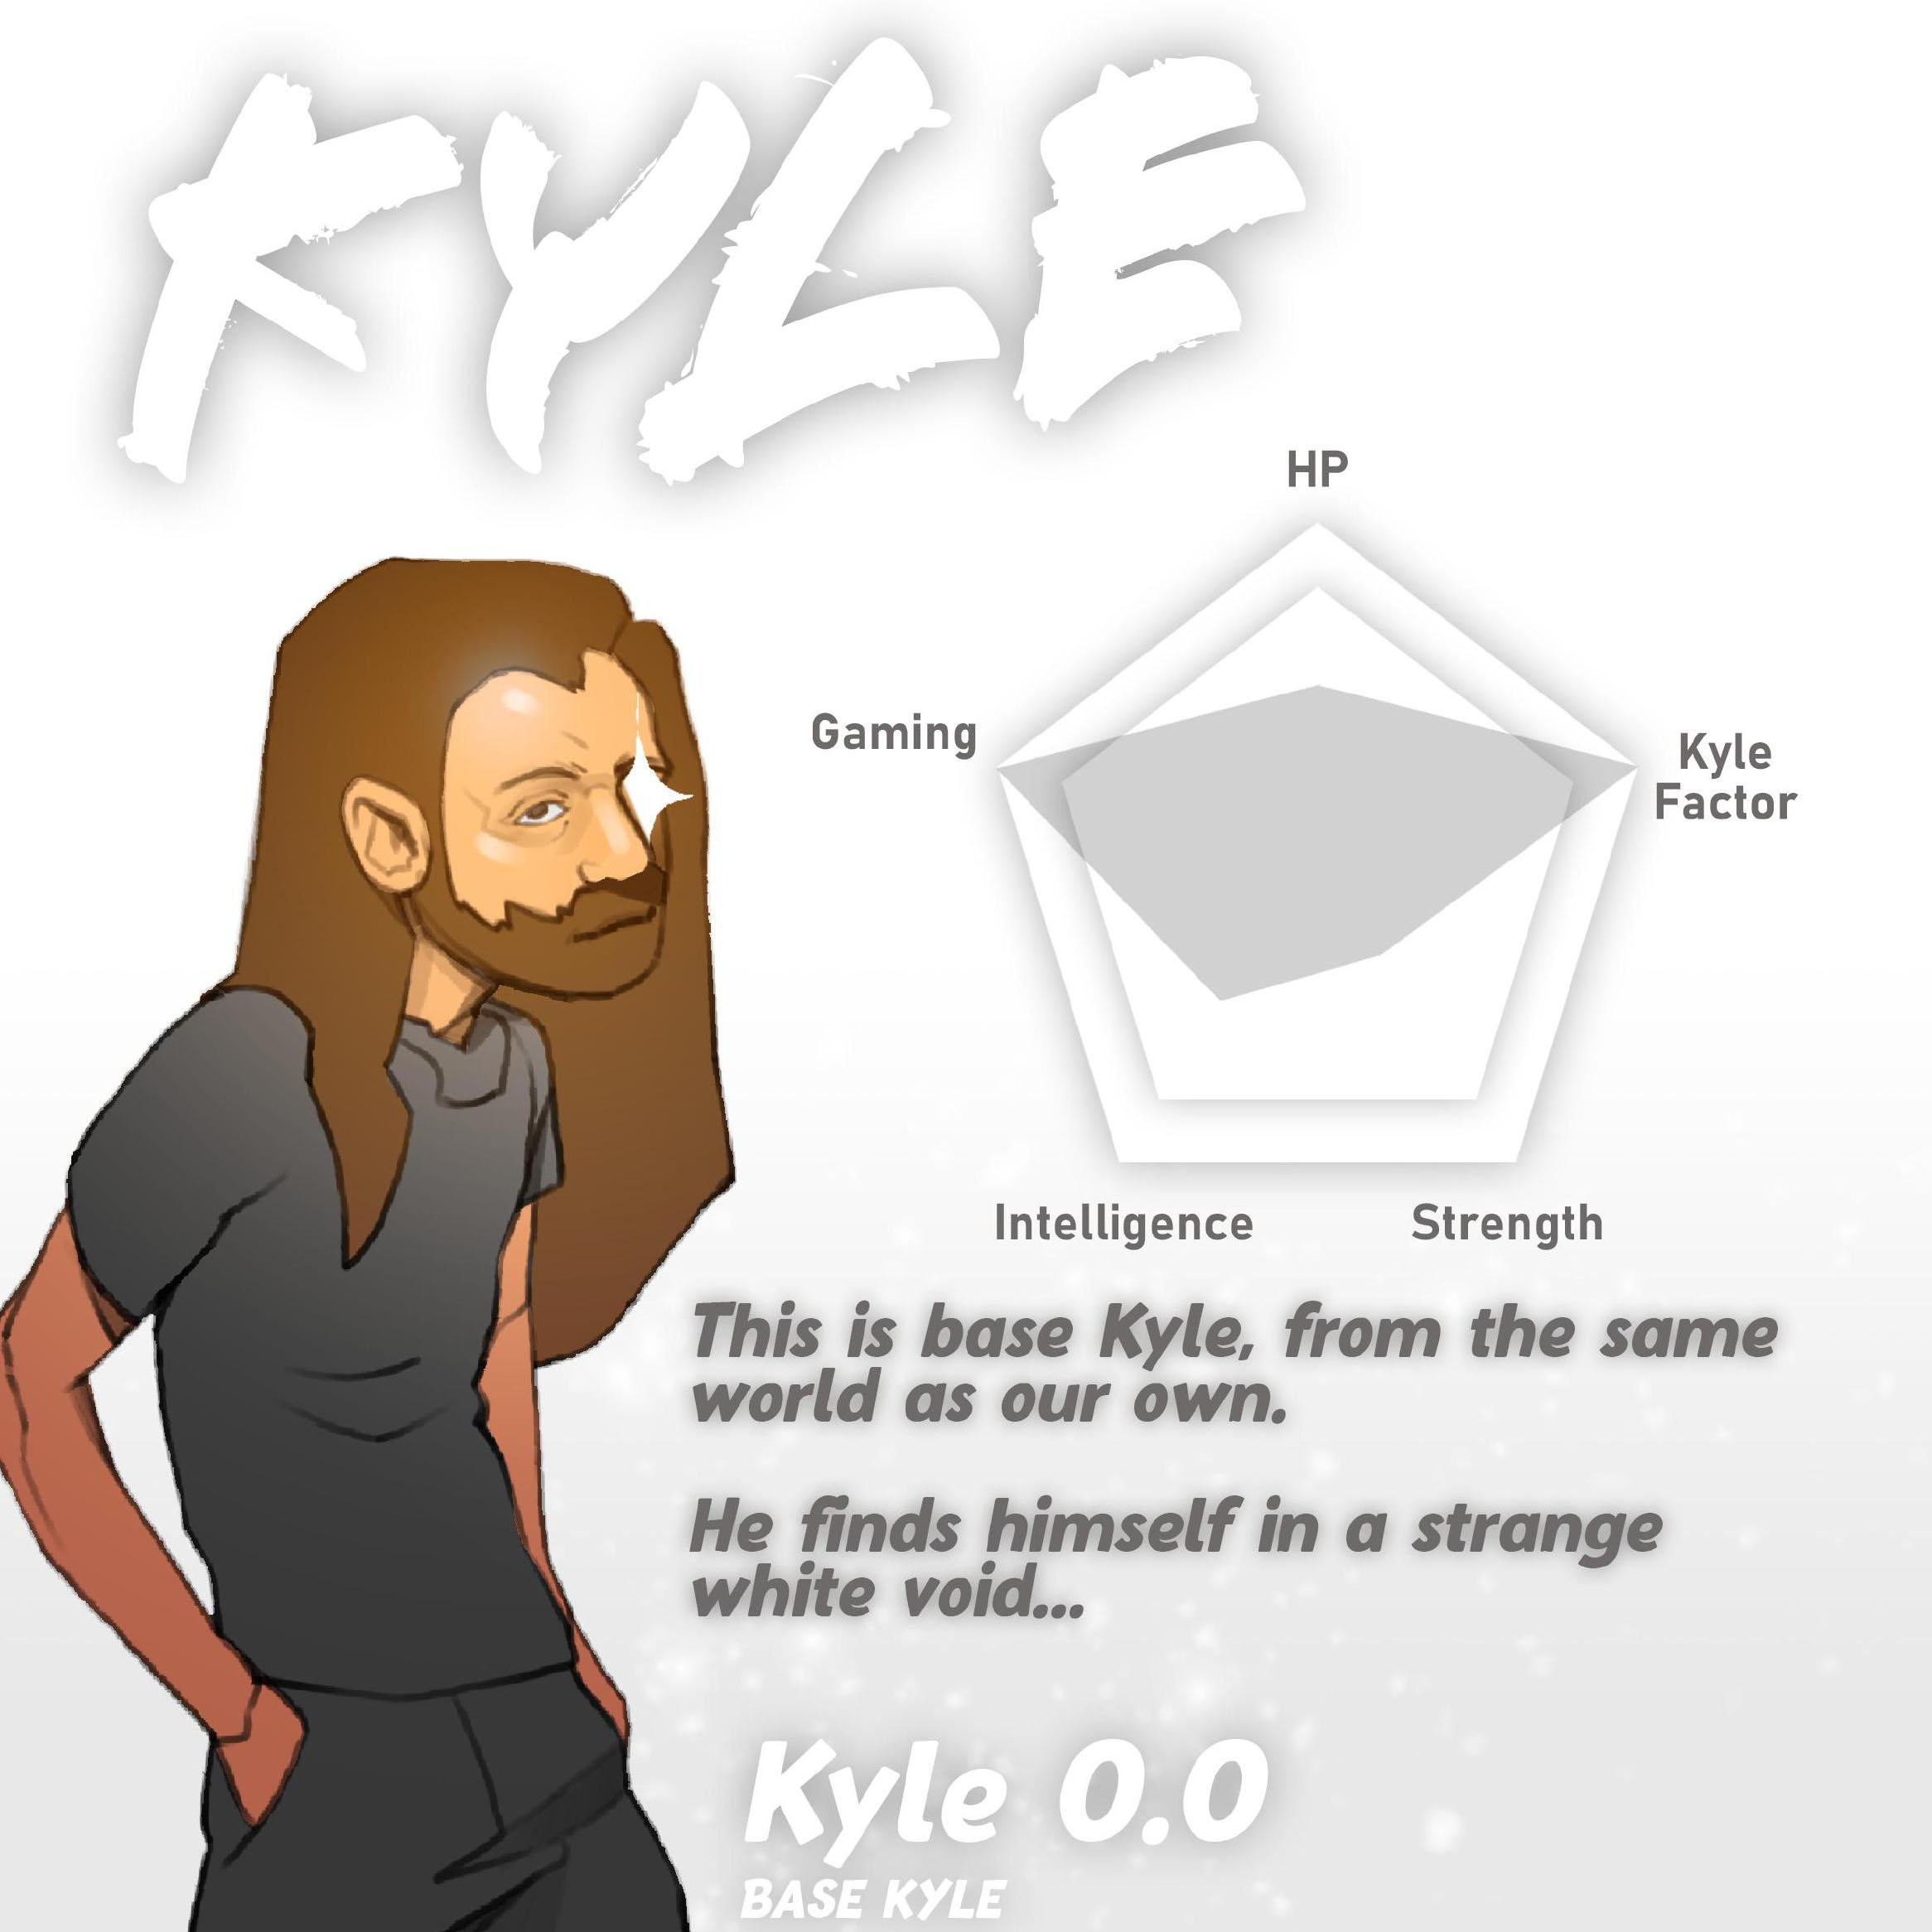 KYLE
HP
Gaming
Kyle
Factor
Intelligence
Strength
This is base Kyle, from the same
world as our own.
He finds himself in a strange
white void...
Kyle 0.0
BASE KYLE